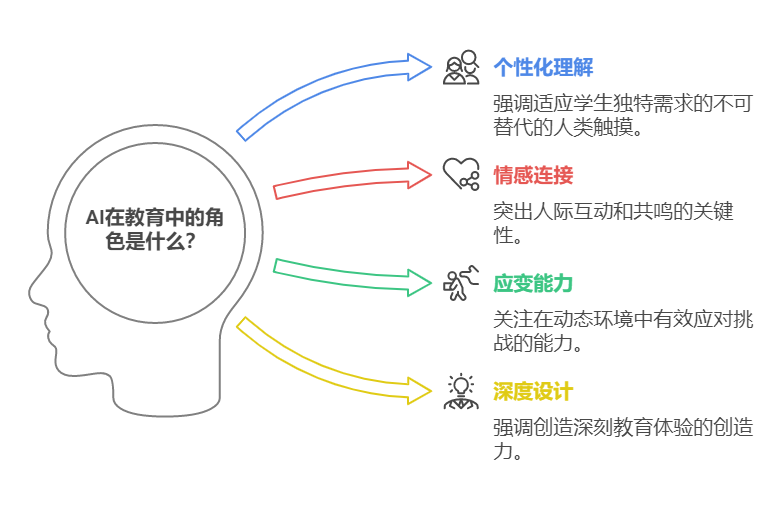 AI在教育中的角
色是什么？
个性化理解
强调适应学生独特需求的不可
替代的人类触摸。
情感连接
突出人际互动和共鸣的关键
性。
应变能力
关注在动态环境中有效应对挑
战的能力。
深度设计
强调创造深刻教育体验的创造
力。